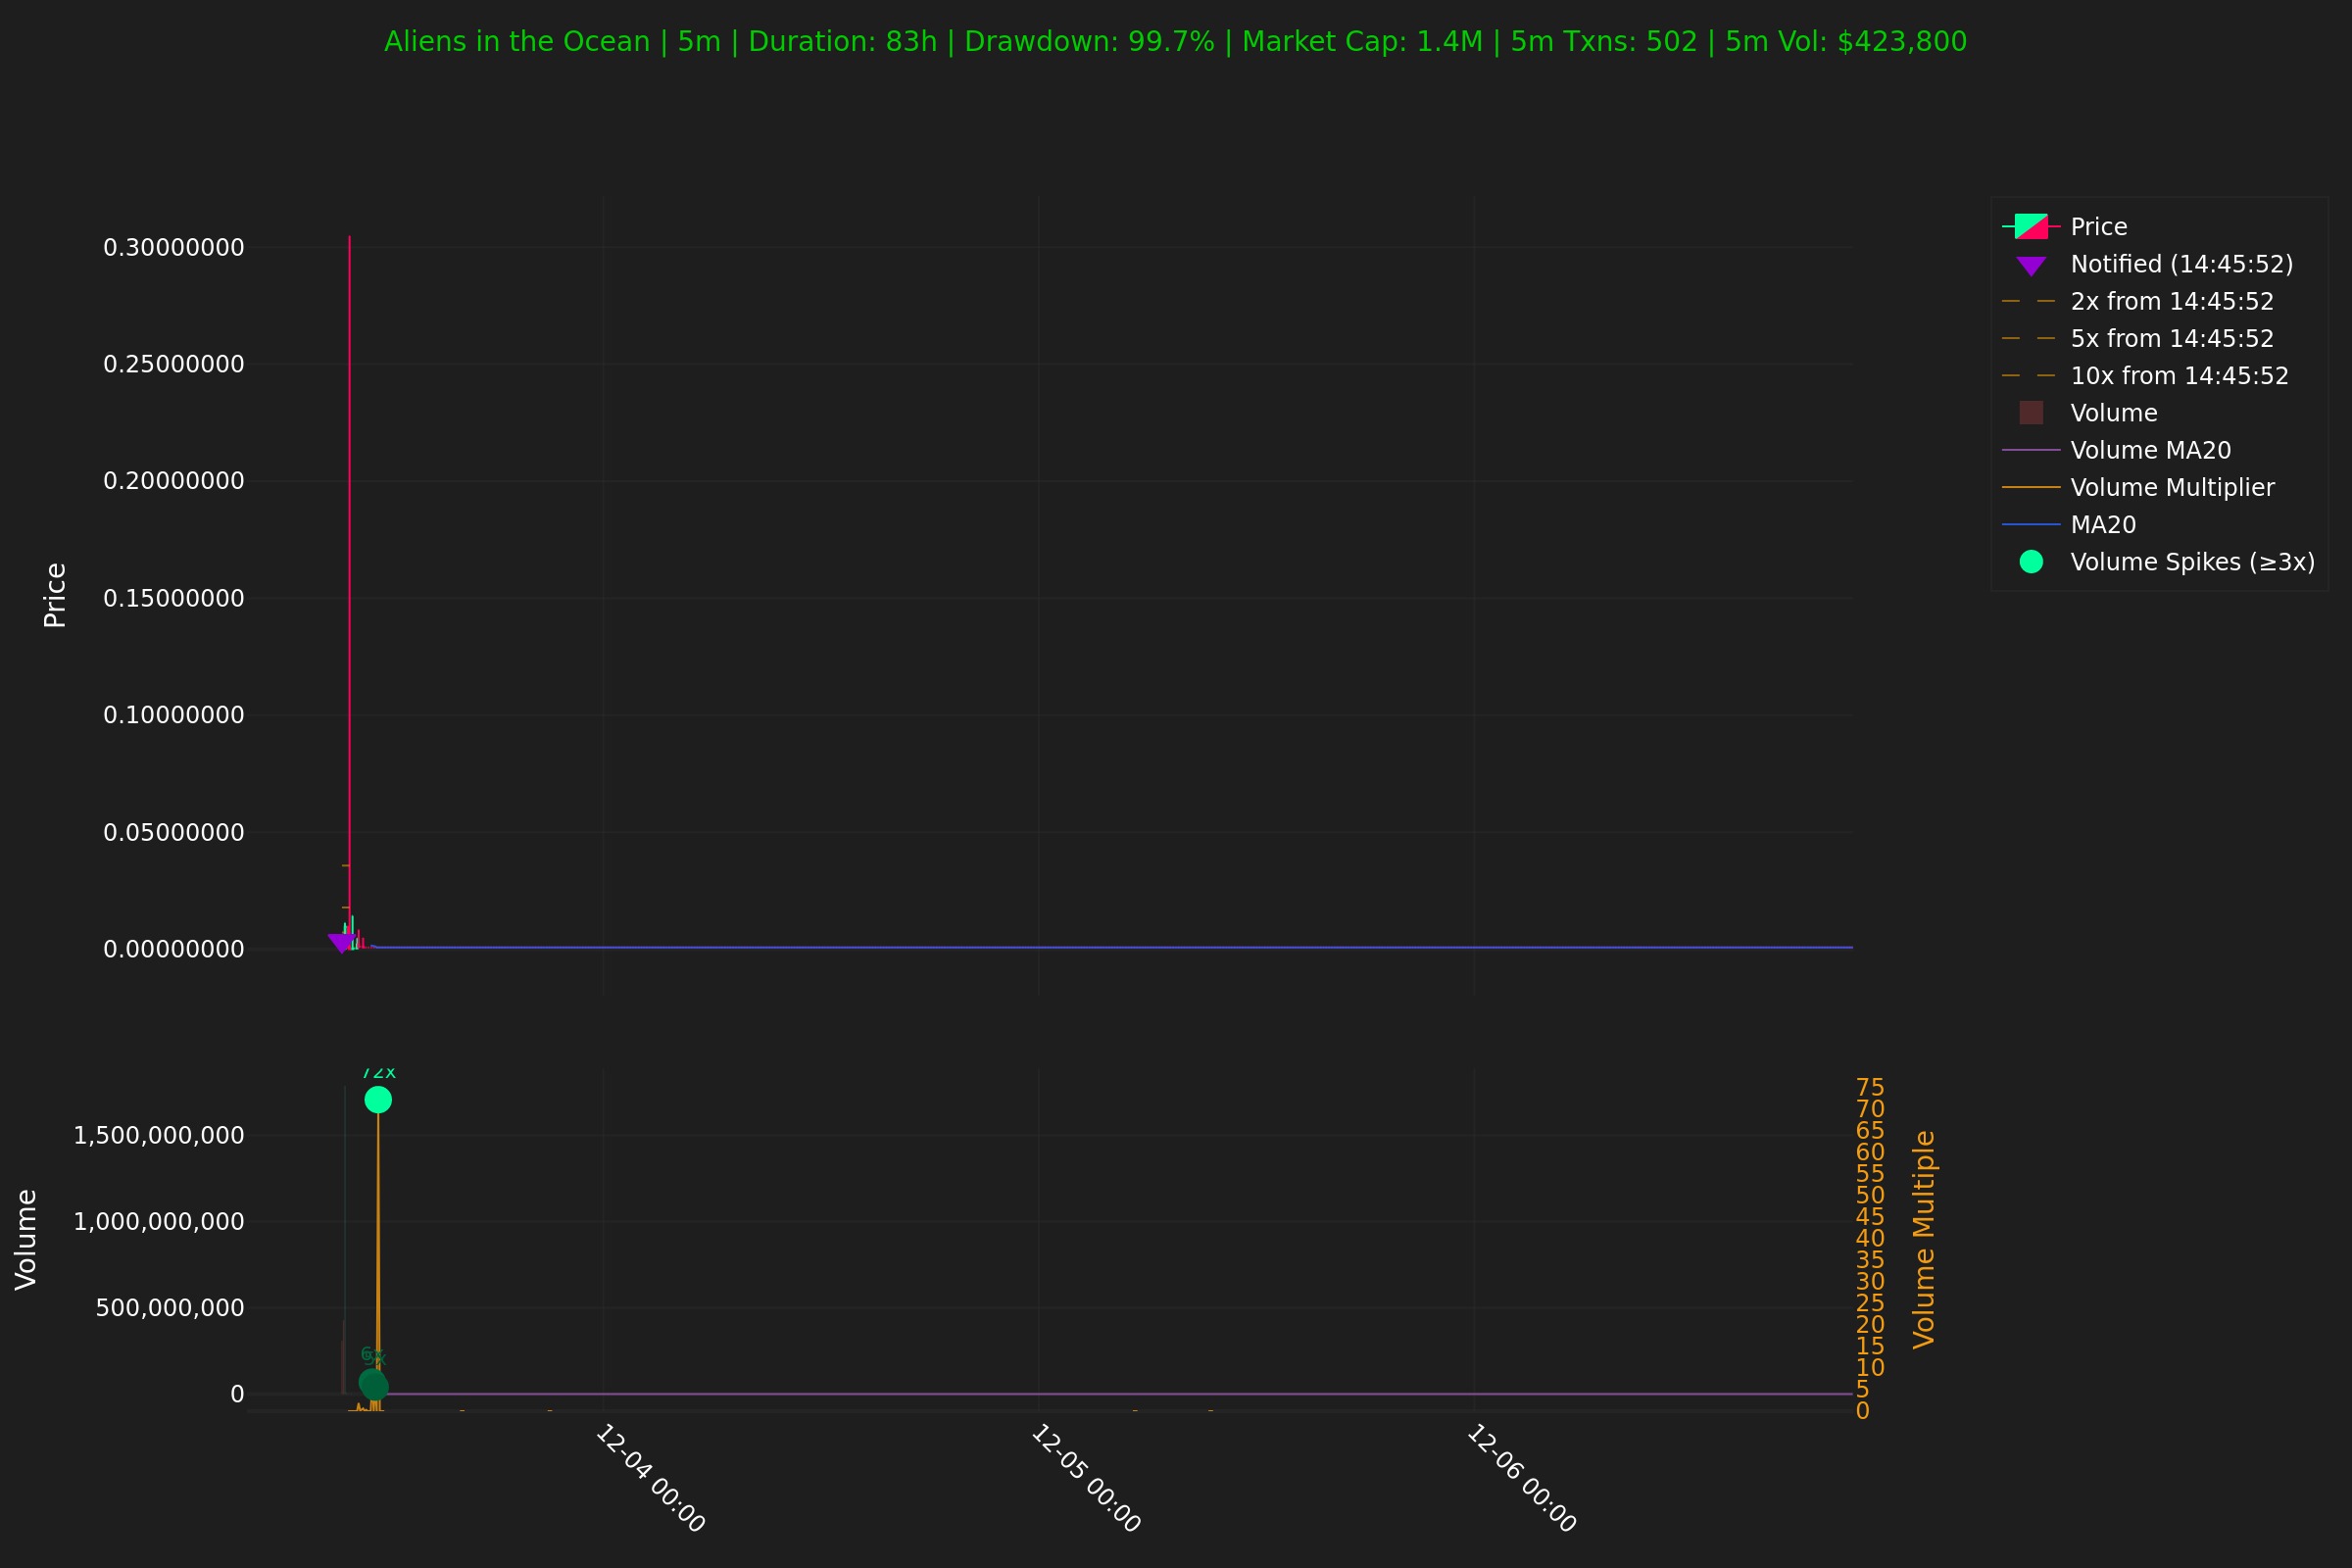 Aliens in the Ocean | 5m | Duration: 83h | Drawdown: 99.7% | Market Cap: 1.4M | 5m Txns: 502 | 5m Vol: $423,800
Price
0.30000000
0.25000000
0.20000000
0.15000000
0.10000000
0.05000000
0.00000000
Price
Notified (14:45:52)
2x from 14:45:52
5x from 14:45:52
10x from 14:45:52
Volume
Volume MA20
Volume Multiplier
MA20
Volume Spikes (≥3x)
Volume
1,500,000,000
1,000,000,000
500,000,000
0
72x
75
70
65
60
55
50
45
40
35
30
25
20
15
10
5
0
Volume Multiple
12-04 00:00
12-05 00:00
12-06 00:00